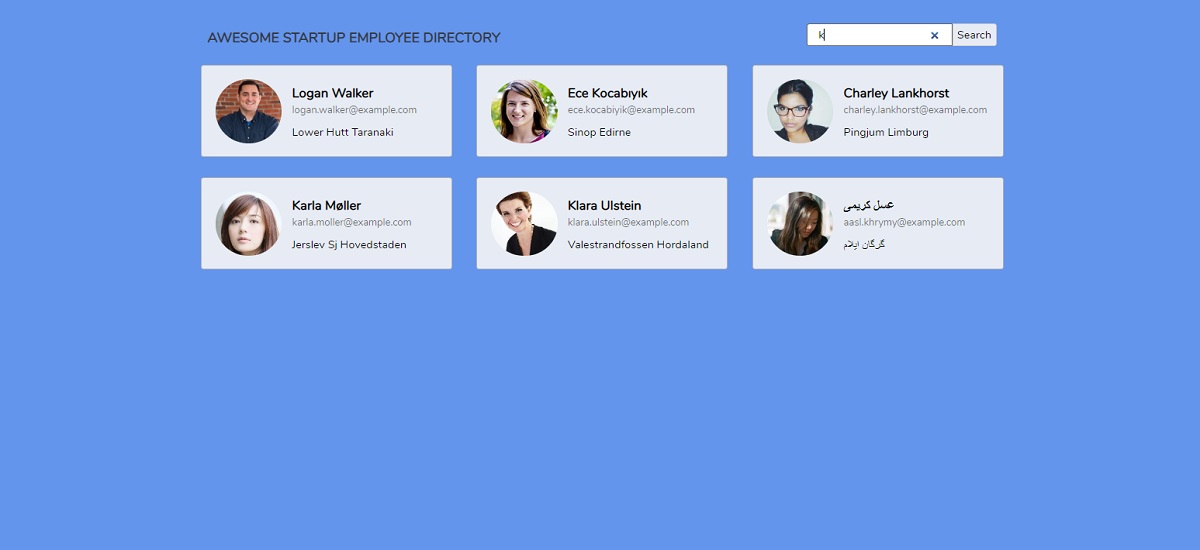 AWESOME STARTUP EMPLOYEE DIRECTORY
k
Search
Logan Walker
logan.walker@example.com
Lower Hutt Taranaki
Ece Kocabıyık
ece.kocabiyik@example.com
Sinop Edirne
Charley Lankhorst
charley.lankhorst@example.com
Pingjum Limburg
Karla Møller
karla.moller@example.com
Jerslev Sj Hovedstaden
Klara Ulstein
klara.ulstein@example.com
Valestrandfossen Hordaland
عسل کریمی
aasl.khrymy@example.com
گرگان ایلام